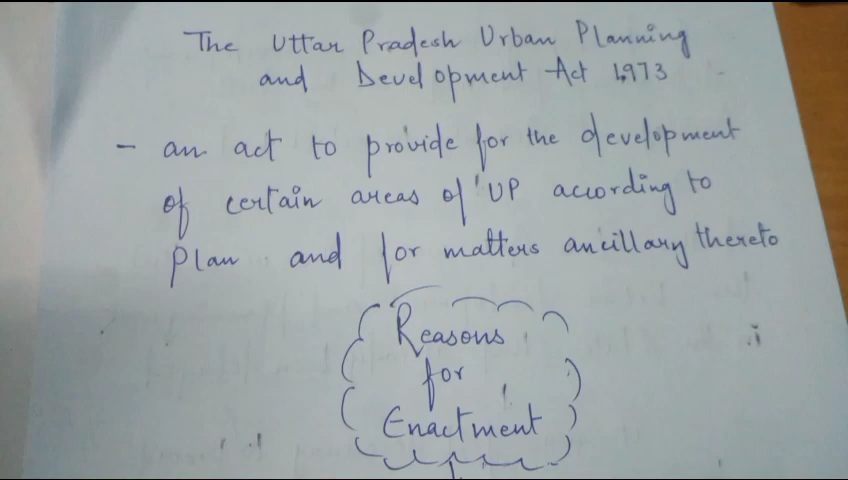 The Uttar Pradesh Urban Planning
and Development Act 1973
- an act to provide for the development
of certain areas of UP according to
Plan and for matters ancillary thereto
Reasons
for
Enactment